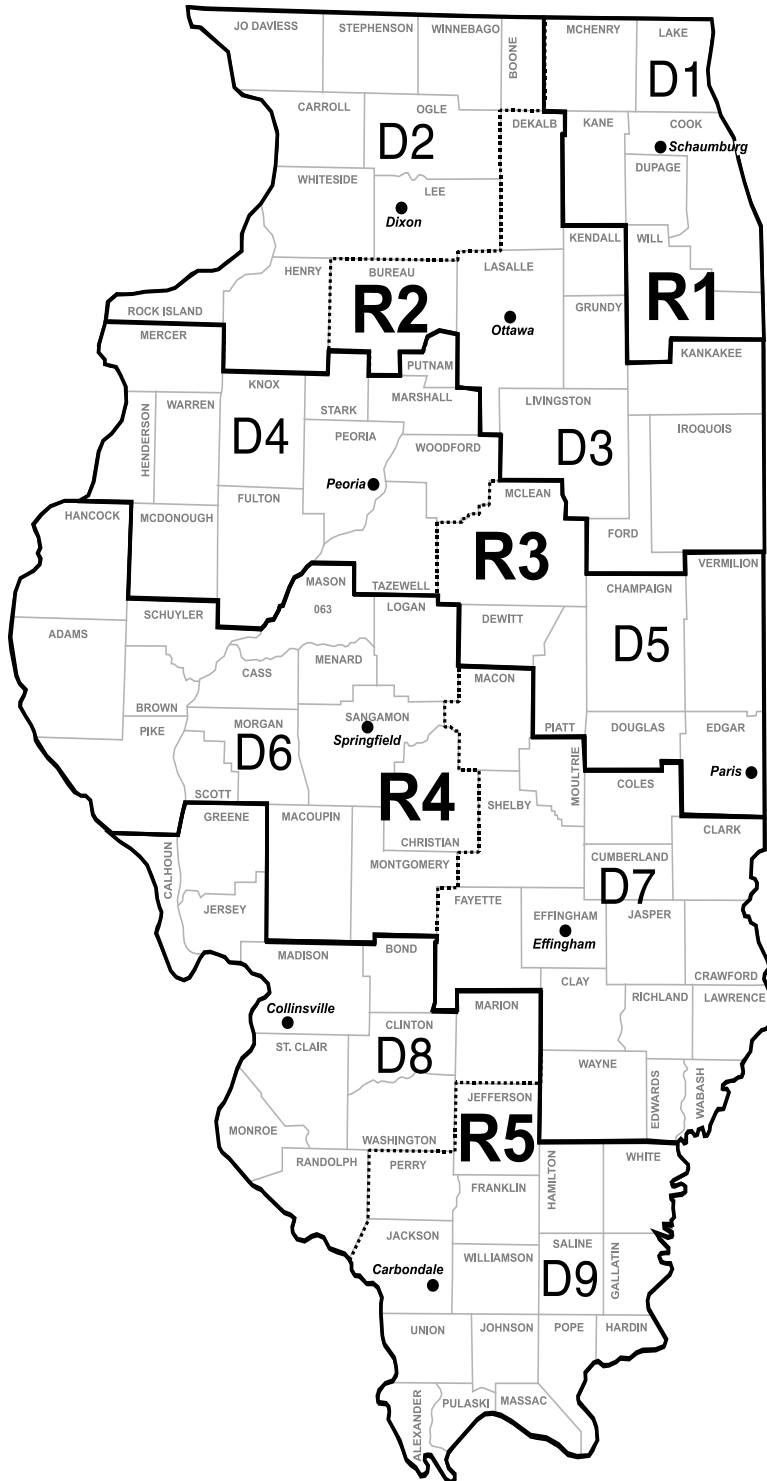 JO DAVIESS
STEPHENSON
WINNEBAGO
BOONE
MCHENRY
LAKE
D1
CARROLL
OGLE
D2
DEKALB
KANE
COOK
Schaumburg
DUPAGE
WHITESIDE
LEE
Dixon
KENDALL
WILL
HENRY
BUREAU
LASALLE
R2
R1
ROCK ISLAND
Ottawa
GRUNDY
MERCER
PUTNAM
KANKAKEE
KNOX
STARK
MARSHALL
HENDERSON
WARREN
D4
PEORIA
LIVINGSTON
D3
IROQUOIS
WOODFORD
Peoria
FULTON
MCLEAN
HANCOCK
MCDONOUGH
R3
FORD
VERMILION
MASON
TAZEWELL
CHAMPAIGN
063
LOGAN
SCHUYLER
DEWITT
ADAMS
D5
MENARD
CASS
MACON
BROWN
PIKE
MORGAN
SANGAMON
PIATT
DOUGLAS
EDGAR
Springfield
D6
MOULTRIE
Paris
SCOTT
R4
SHELBY
COLES
GREENE
MACOUPIN
CLARK
CHRISTIAN
CALHOUN
MONTGOMERY
CUMBERLAND
D7
JERSEY
FAYETTE
EFFINGHAM
JASPER
Effingham
MADISON
BOND
CLAY
CRAWFORD
RICHLAND
LAWRENCE
Collinsville
MARION
CLINTON
ST. CLAIR
D8
WAYNE
EDWARDS
WABASH
JEFFERSON
MONROE
R5
WASHINGTON
RANDOLPH
PERRY
HAMILTON
WHITE
FRANKLIN
JACKSON
SALINE
WILLIAMSON
GALLATIN
Carbondale
D9
UNION
JOHNSON
POPE
HARDIN
ALEXANDER
PULASKI
MASSAC